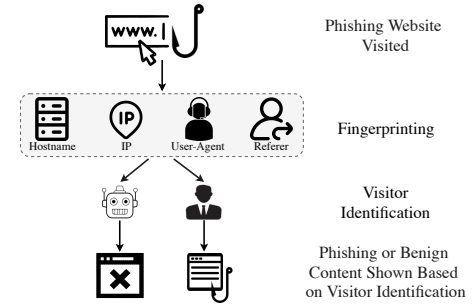 www.
Phishing Website
Visited
IP
Hostname
IP
User-Agent
Referer
Fingerprinting
Visitor
Identification
Phishing or Benign
Content Shown Based
on Visitor Identification